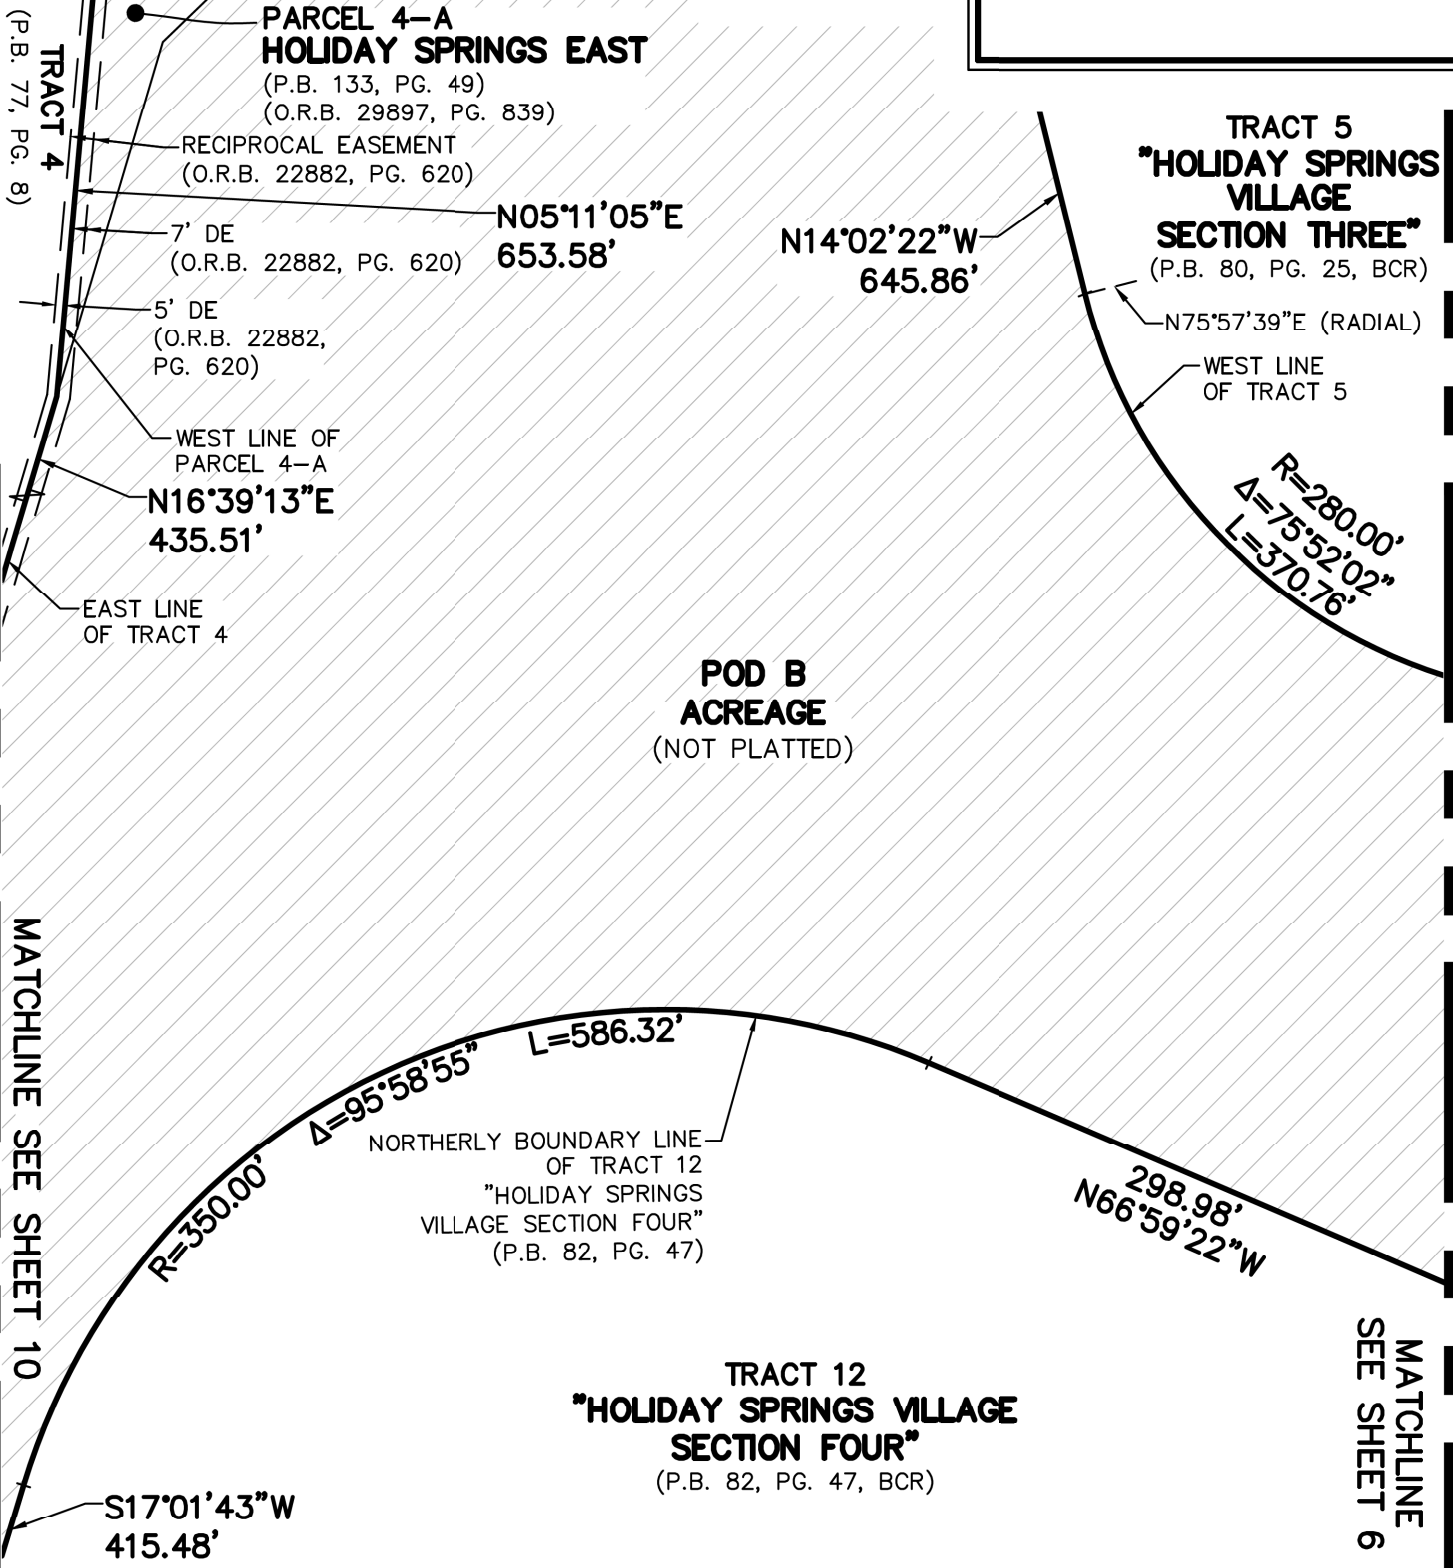 PARCEL 4-A
HOLIDAY SPRINGS EAST
(P.B. 133, PG. 49)
(O.R.B. 29897, PG. 839)
TRACT 4
(P.B. 77, PG. 8)
RECIPROCAL EASEMENT
(O.R.B. 22882, PG. 620)
N05°11'05"E
653.58'
7' DE
(O.R.B. 22882, PG. 620)
5' DE
(O.R.B. 22882,
PG. 620)
WEST LINE OF
PARCEL 4-A
N16°39'13"E
435.51'
EAST LINE
OF TRACT 4
TRACT 5
"HOLIDAY SPRINGS
VILLAGE
SECTION THREE"
(P.B. 80, PG. 25, BCR)
N14°02'22"W
645.86'
N75°57'39"E (RADIAL)
WEST LINE
OF TRACT 5
R=280.00'
Δ=75°52'02"
L=370.76'
POD B
ACREAGE
(NOT PLATTED)
MATCHLINE SEE SHEET 10
L=586.32'
Δ=95°58'55"
R=350.00'
NORTHERLY BOUNDARY LINE
OF TRACT 12
"HOLIDAY SPRINGS
VILLAGE SECTION FOUR"
(P.B. 82, PG. 47)
298.98'
N66°59'22"W
TRACT 12
"HOLIDAY SPRINGS VILLAGE
SECTION FOUR"
(P.B. 82, PG. 47, BCR)
MATCHLINE
SEE SHEET 6
S17°01'43"W
415.48'